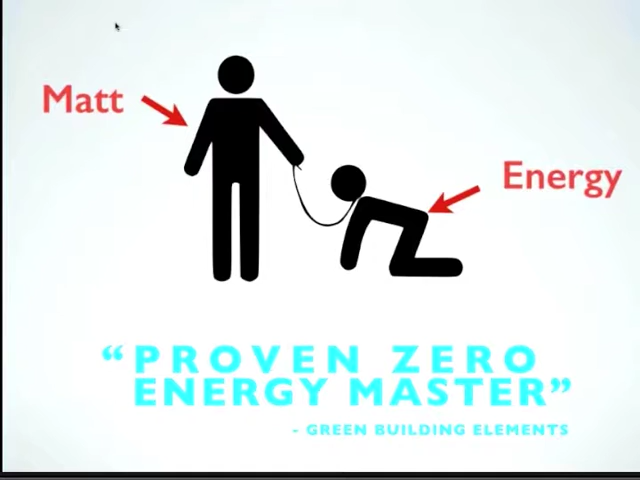 Matt
Energy
“PROVEN ZERO
ENERGY MASTER”
- GREEN BUILDING ELEMENTS